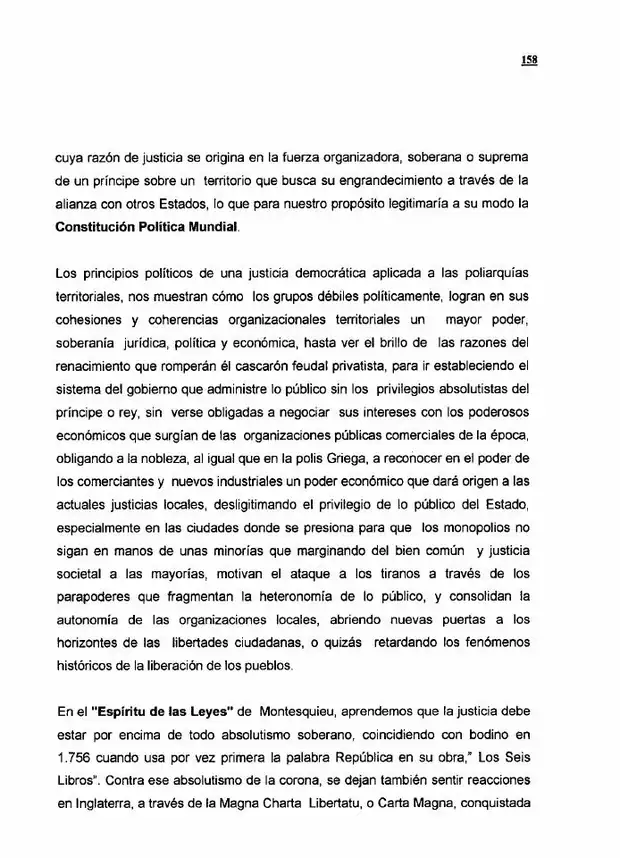 158
cuya razón de justicia se origina en la fuerza organizadora, soberana o suprema
de un príncipe sobre un territorio que busca su engrandecimiento a través de la
alianza con otros Estados, lo que para nuestro propósito legitimaría a su modo la
Constitución Política Mundial.
Los principios políticos de una justicia democrática aplicada a las poliarquías
territoriales, nos muestran cómo los grupos débiles políticamente, logran en sus
cohesiones y coherencias organizacionales territoriales un mayor poder,
soberanía jurídica, política y económica, hasta ver el brillo de las razones del
renacimiento que romperán él cascarón feudal privatista, para ir estableciendo el
sistema del gobierno que administre lo público sin los privilegios absolutistas del
príncipe o rey, sin verse obligadas a negociar sus intereses con los poderosos
económicos que surgían de las organizaciones públicas comerciales de la época,
obligando a la nobleza, al igual que en la polis Griega, a reconocer en el poder de
los comerciantes y nuevos industriales un poder económico que dará origen a las
actuales justicias locales, desligitimando el privilegio de lo público del Estado,
especialmente en las ciudades donde se presiona para que los monopolios no
sigan en manos de unas minorías que marginando del bien común y justicia
societal a las mayorías, motivan el ataque a los tiranos a través de los
parapoderes que fragmentan la heteronomía de lo público, y consolidan la
autonomía de las organizaciones locales, abriendo nuevas puertas a los
horizontes de las libertades ciudadanas, o quizás retardando los fenómenos
históricos de la liberación de los pueblos.
En el "Espíritu de las Leyes" de Montesquieu, aprendemos que la justicia debe
estar por encima de todo absolutismo soberano, coincidiendo con bodino en
1.756 cuando usa por vez primera la palabra República en su obra," Los Seis
Libros". Contra ese absolutismo de la corona, se dejan también sentir reacciones
en Inglaterra, a través de la Magna Charta Libertatu, o Carta Magna, conquistada